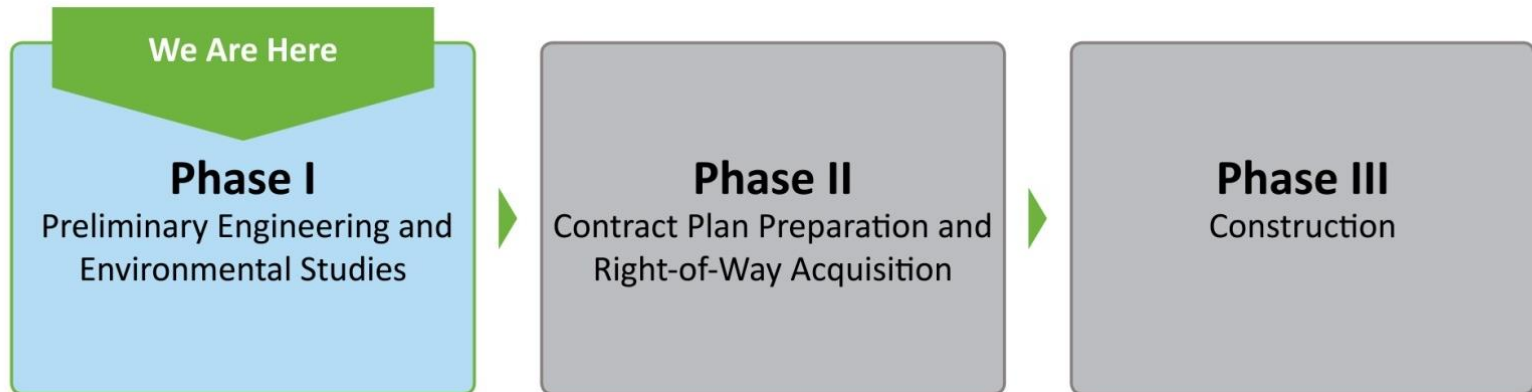 We Are Here
Phase I
Preliminary Engineering and
Environmental Studies
Phase II
Contract Plan Preparation and
Right-of-Way Acquisition
Phase III
Construction